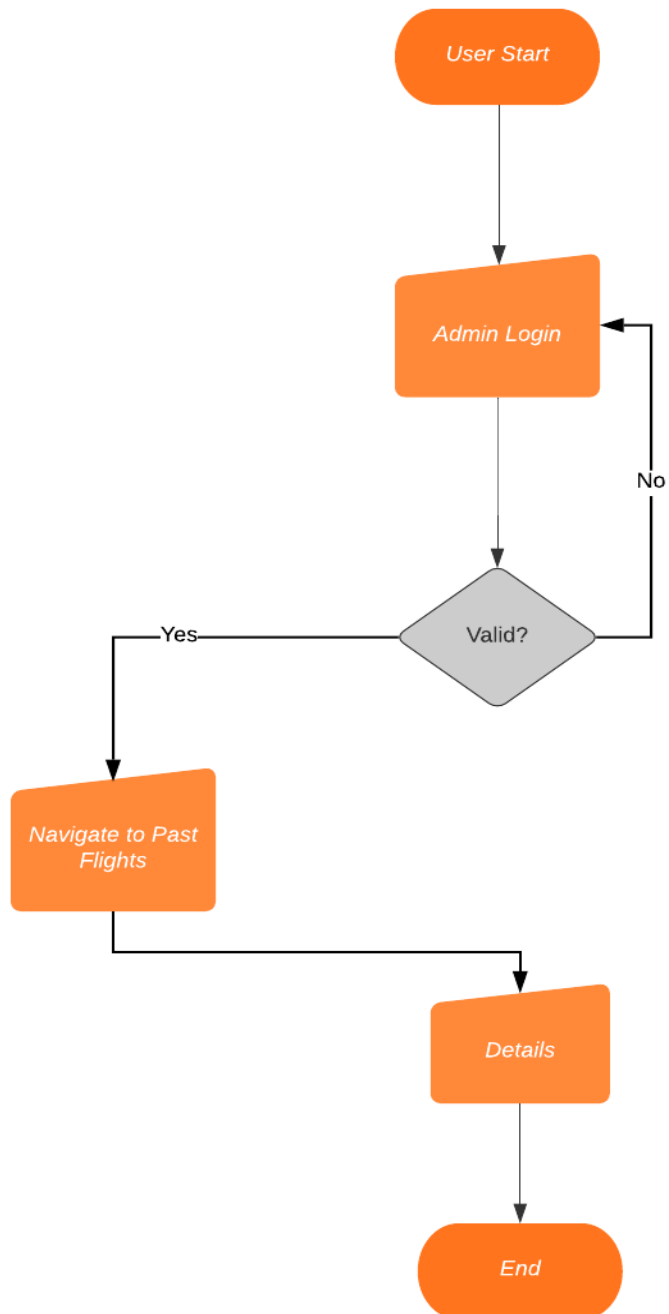 User Start
Admin Login
No
Valid?
Yes
Navigate to Past
Flights
Details
End